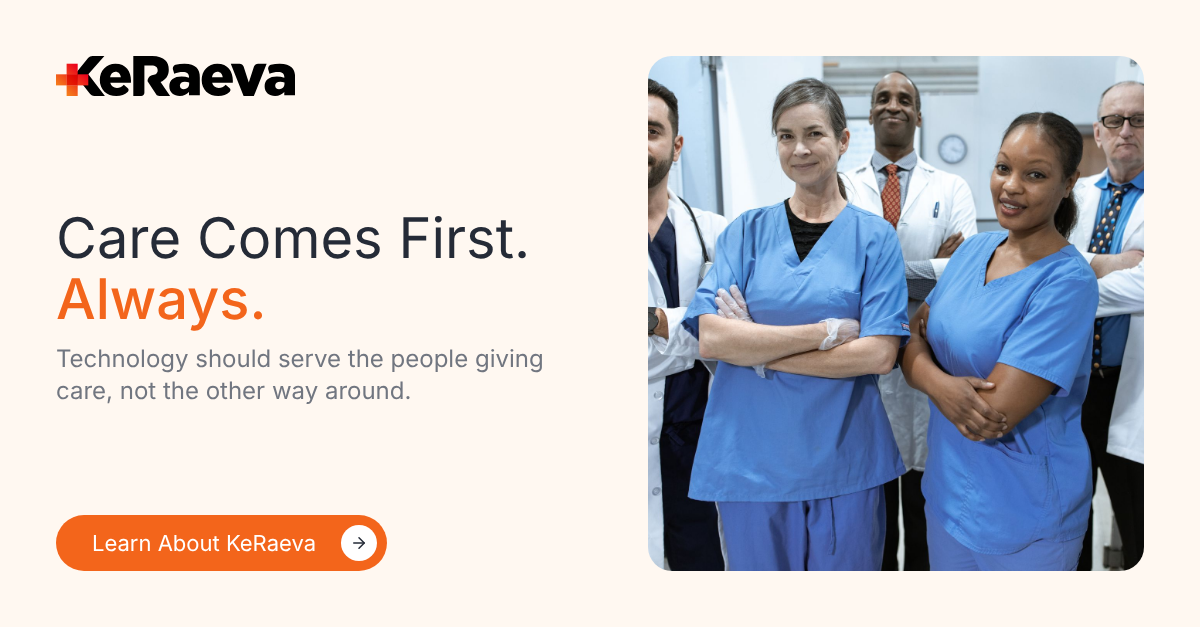 KeRaeva
Care Comes First.
Always.
Technology should serve the people giving
care, not the other way around.
Learn About KeRaeva